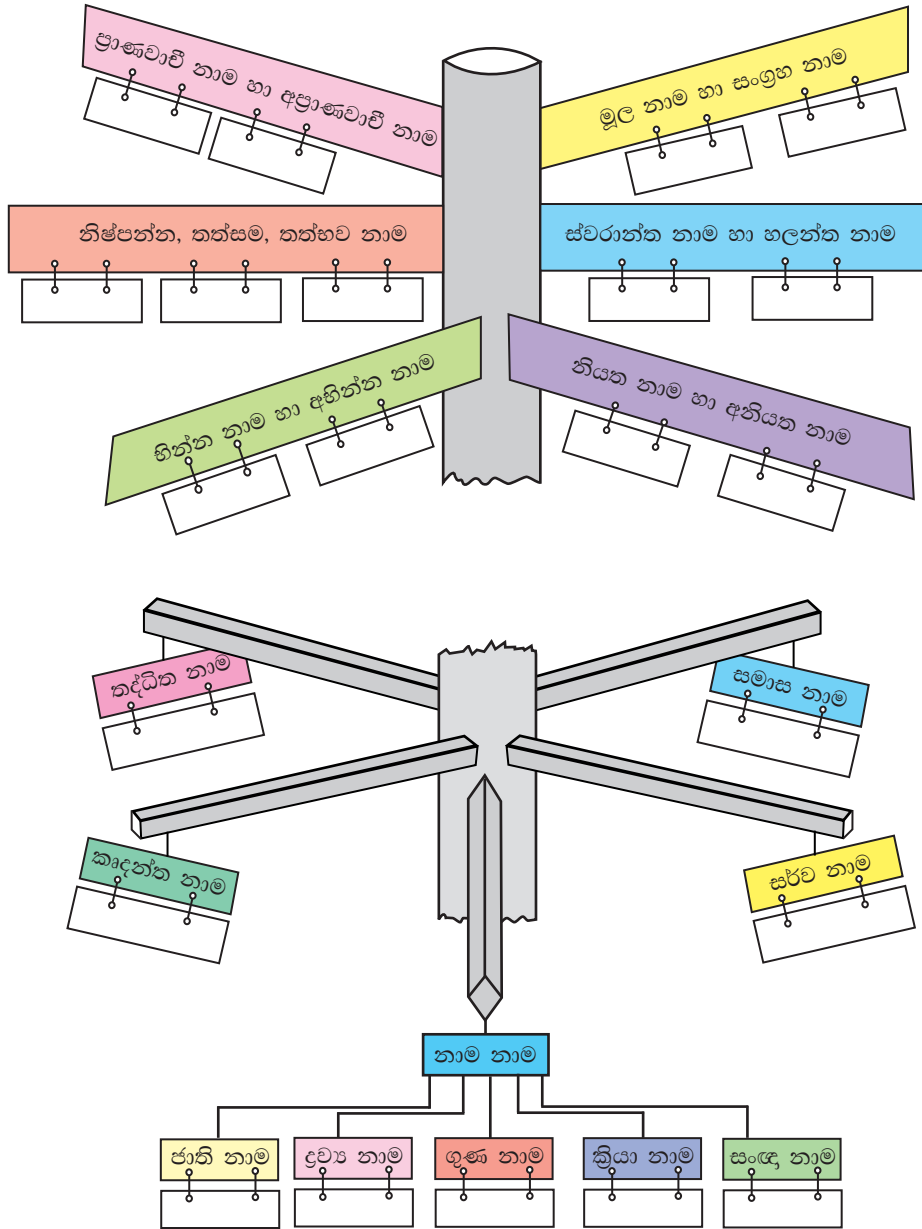 ප්‍රාණවාචී නාම හා අප්‍රාණවාචී නාම
මූල නාම හා සංග්‍රහ නාම
නිෂ්පන්න, තත්සම, තත්භව නාම
ස්වරාන්ත නාම හා හලන්ත නාම
භින්න නාම හා අභින්න නාම
නියත නාම හා අනියත නාම
තද්ධිත නාම
සමාස නාම
කෘදන්ත නාම
සර්ව නාම
නාම නාම
ජාති නාම
ද්‍රව්‍ය නාම
ගුණ නාම
ක්‍රියා නාම
සංඥා නාම